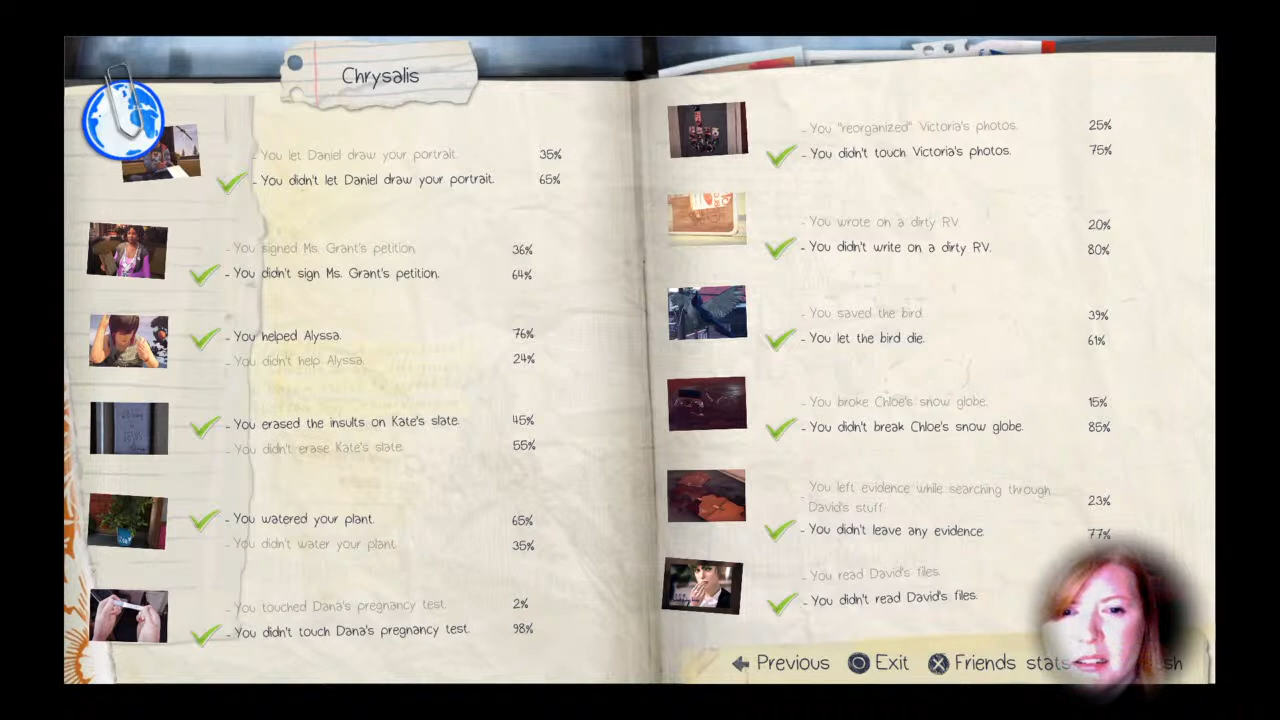 Chrysalis
- You let Daniel draw your portrait. 35%
- You didn't let Daniel draw your portrait. 65%
- You signed Ms. Grant's petition. 36%
- You didn't sign Ms. Grant's petition. 64%
- You helped Alyssa. 76%
- You didn't help Alyssa. 24%
- You erased the insults on Kate's slate. 45%
- You didn't erase Kate's slate. 55%
- You watered your plant. 65%
- You didn't water your plant. 35%
- You touched Dana's pregnancy test. 2%
- You didn't touch Dana's pregnancy test. 98%
- You "reorganized" Victoria's photos. 25%
- You didn't touch Victoria's photos. 75%
- You wrote on a dirty RV. 20%
- You didn't write on a dirty RV. 80%
- You saved the bird. 39%
- You let the bird die. 61%
- You broke Chloe's snow globe. 15%
- You didn't break Chloe's snow globe. 85%
- You left evidence while searching through
David's stuff. 23%
- You didn't leave any evidence. 77%
- You read David's files.
- You didn't read David's files.
Previous Exit Friends stats